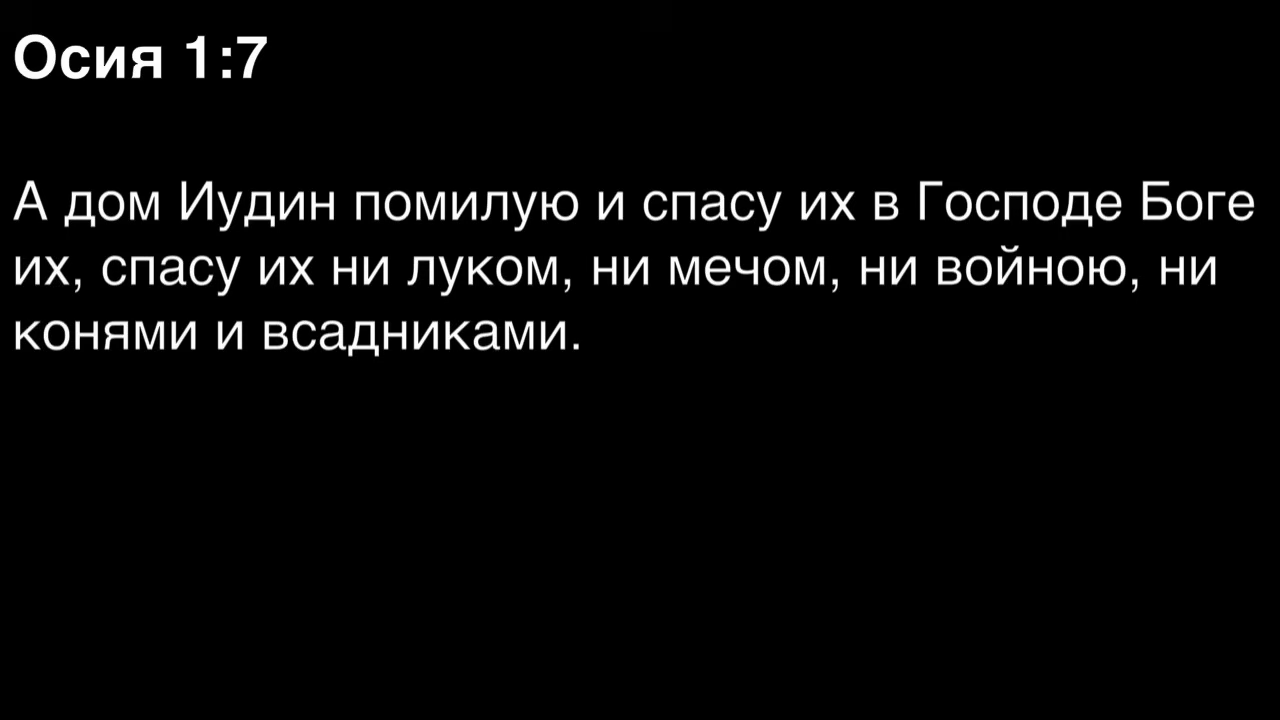 Осия 1:7
А дом Иудин помилую и спасу их в Господе Боге
их, спасу их ни луком, ни мечом, ни войною, ни
конями и всадниками.